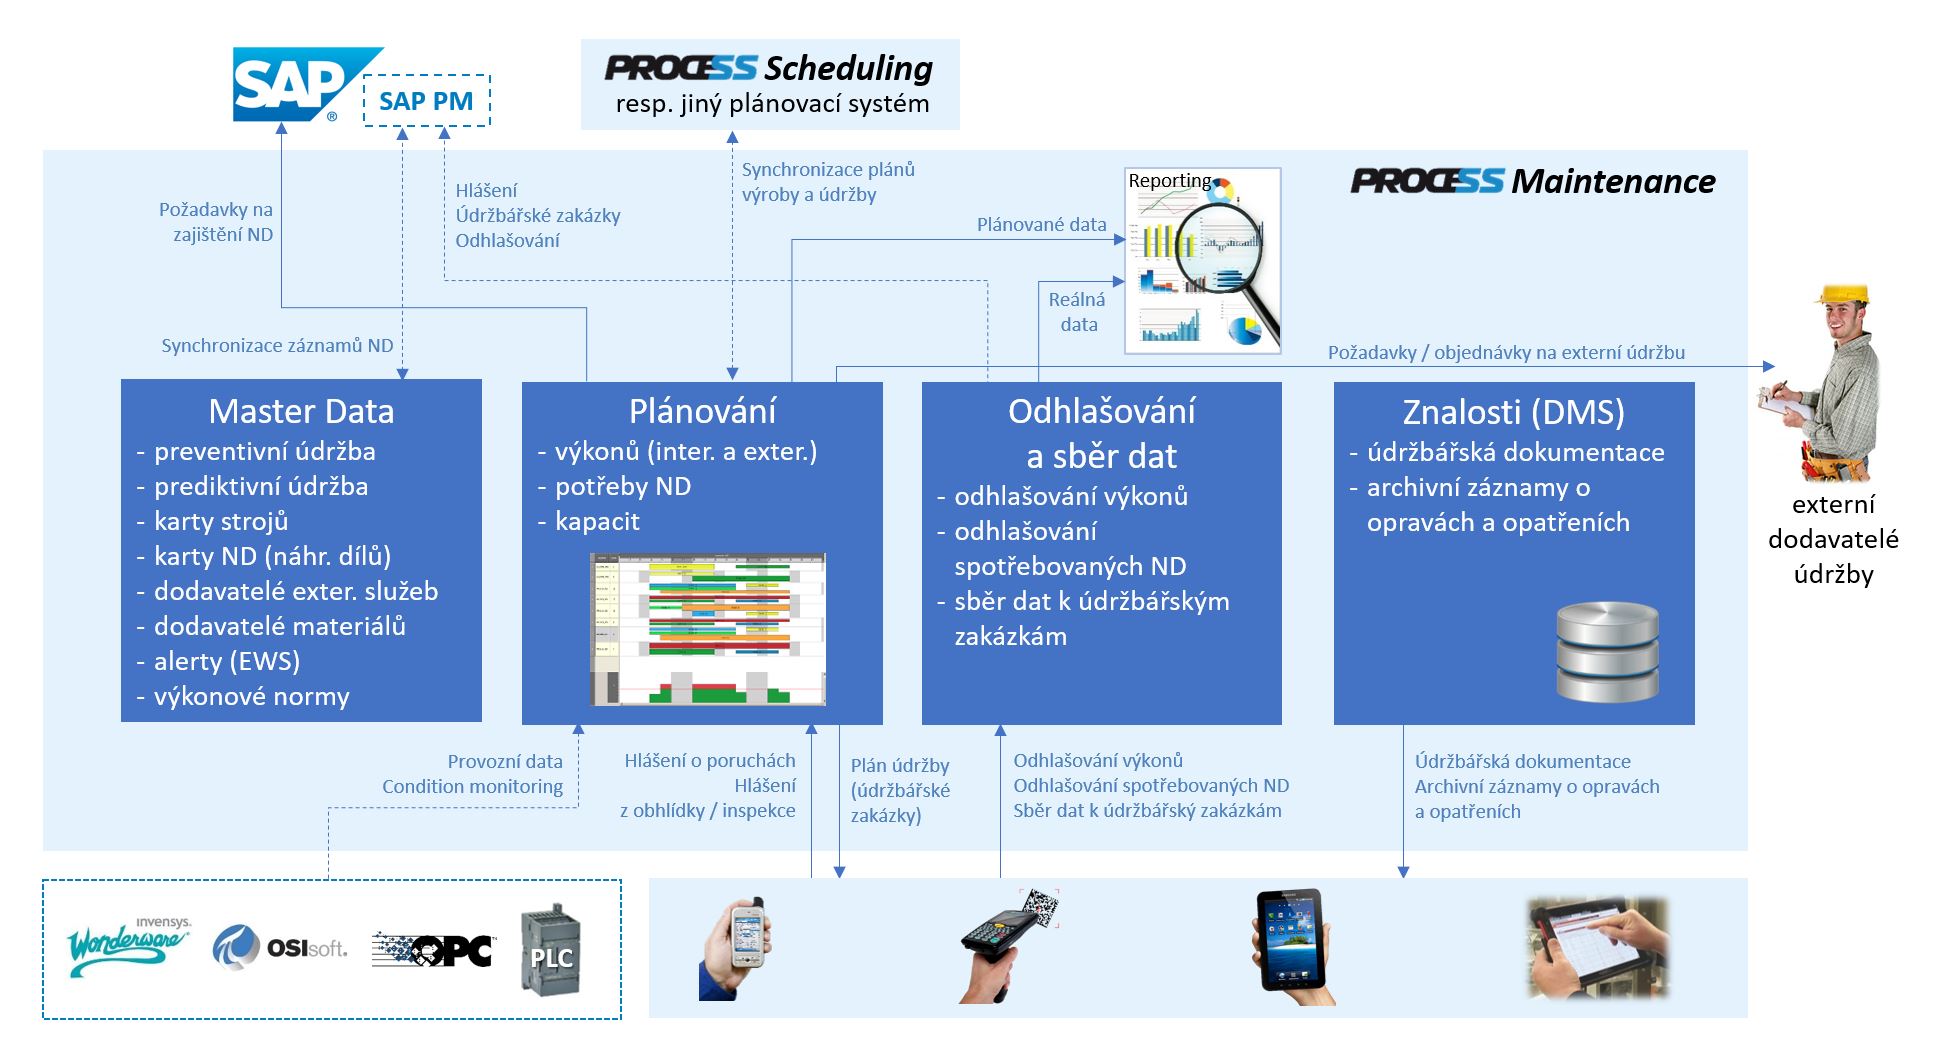 SAP
®
SAP PM
PROCESS Scheduling
resp. jiný plánovací systém
PROCESS Maintenance
Požadavky na
zajištění ND
Hlášení
Údržbářské zakázky
Odhlašování
Synchronizace plánů
výroby a údržby
Reporting
Plánované data
Reálná
data
Synchronizace záznamů ND
Požadavky / objednávky na externí údržbu
Master Data
- preventivní údržba
- prediktivní údržba
- karty strojů
- karty ND (náhr. dílů)
- dodavatelé exter. služeb
- dodavatelé materiálů
- alerty (EWS)
- výkonové normy
Plánování
- výkonů (inter. a exter.)
- potřeby ND
- kapacit
Odhlašování
a sběr dat
- odhlašování výkonů
- odhlašování
spotřebovaných ND
- sběr dat k údržbářským
zakázkám
Znalosti (DMS)
- údržbářská dokumentace
- archivní záznamy o
opravách a opatřeních
externí
dodavatelé
údržby
Provozní data
Condition monitoring
Hlášení o poruchách
Hlášení
z obhlídky / inspekce
Plán údržby
(údržbářské
zakázky)
Odhlašování výkonů
Odhlašování spotřebovaných ND
Sběr dat k údržbářský zakázkám
Údržbářská dokumentace
Archivní záznamy o opravách
a opatřeních
invensys.
Wonderware
OSIsoft.
OPC
PLC